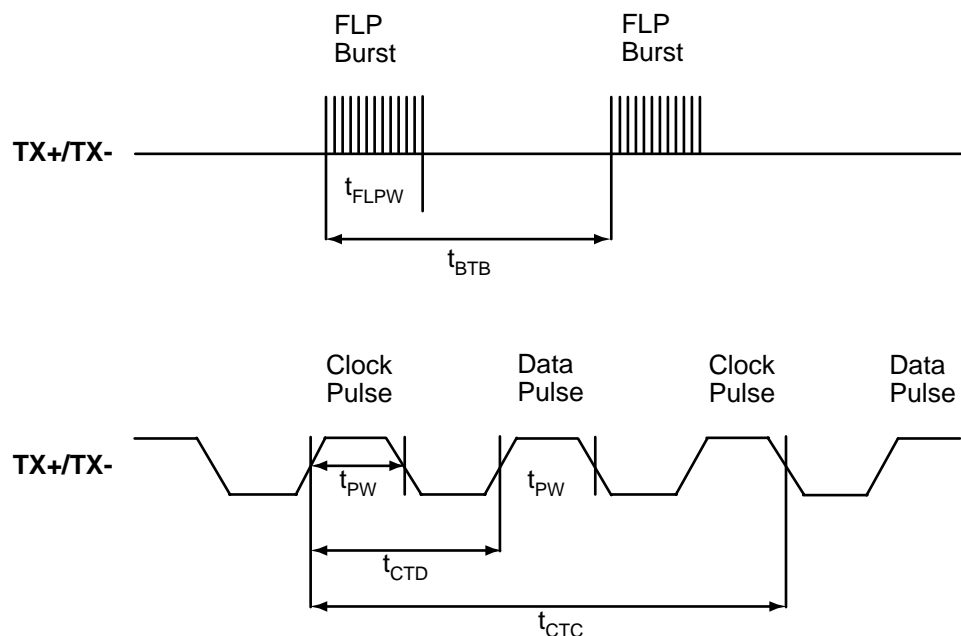 FLP
Burst
FLP
Burst
TX+/TX-
tFLPW
tBTB
Clock
Pulse
Data
Pulse
Clock
Pulse
Data
Pulse
TX+/TX-
tPW
tPW
tCTD
tCTC